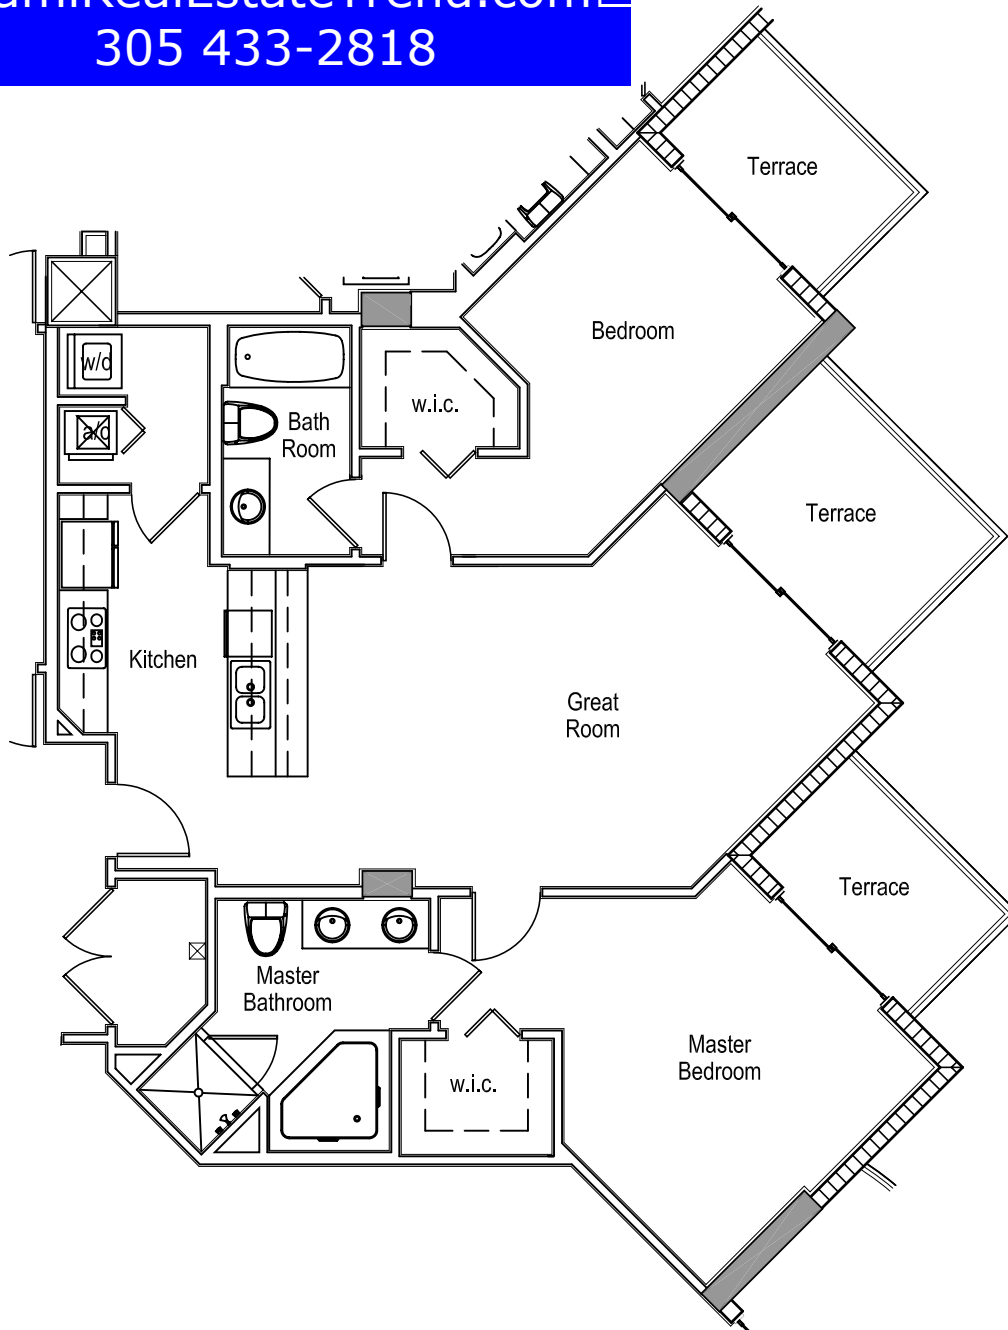 305 433-2818
Terrace
Bedroom
w/d
w.i.c.
a/c
Bath
Room
Terrace
Kitchen
Great
Room
Terrace
Master
Bathroom
Master
Bedroom
w.i.c.